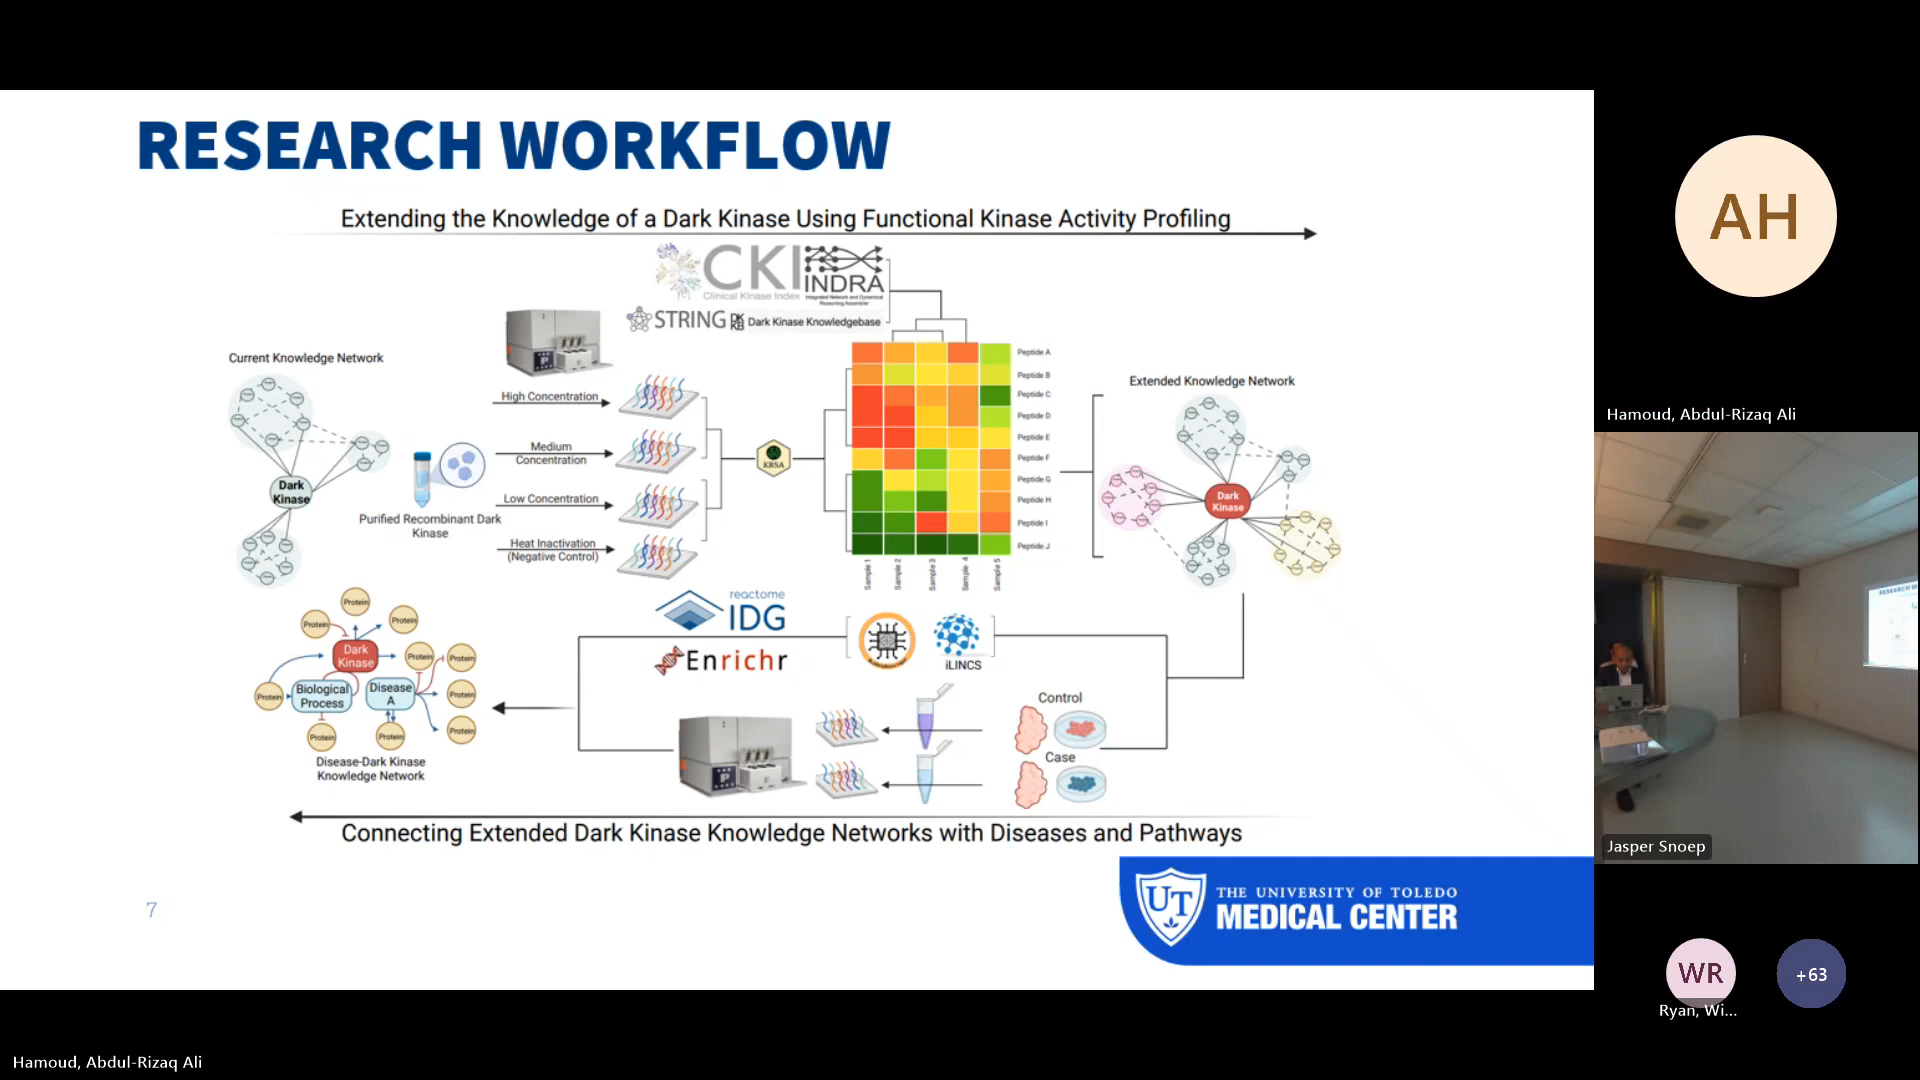 RESEARCH WORKFLOW
Extending the Knowledge of a Dark Kinase Using Functional Kinase Activity Profiling
CKI
Clinical Kinase Index
INDRA
Integrated Network and Dynamical
Reasoning Assembler
STRING
DK
KB
Dark Kinase Knowledgebase
Current Knowledge Network
Dark
Kinase
Purified Recombinant Dark
Kinase
P
High Concentration
Medium
Concentration
Low Concentration
Heat Inactivation
(Negative Control)
KRSA
Peptide A
Peptide B
Peptide C
Peptide D
Peptide E
Peptide F
Peptide G
Peptide H
Peptide I
Peptide J
Sample 1
Sample 2
Sample 3
Sample 4
Sample 5
Extended Knowledge Network
Dark
Kinase
reactome
IDG
Enrichr
iLINCS
Control
Case
P
Protein
Protein
Protein
Dark
Kinase
Protein
Protein
Protein
Biological
Process
Disease
A
Protein
Protein
Protein
Protein
Disease-Dark Kinase
Knowledge Network
Connecting Extended Dark Kinase Knowledge Networks with Diseases and Pathways
7
UT
THE UNIVERSITY OF TOLEDO
MEDICAL CENTER
AH
Hamoud, Abdul-Rizaq Ali
RESEARCH W
Jasper Snoep
WR
+63
Ryan, Wi...
Hamoud, Abdul-Rizaq Ali